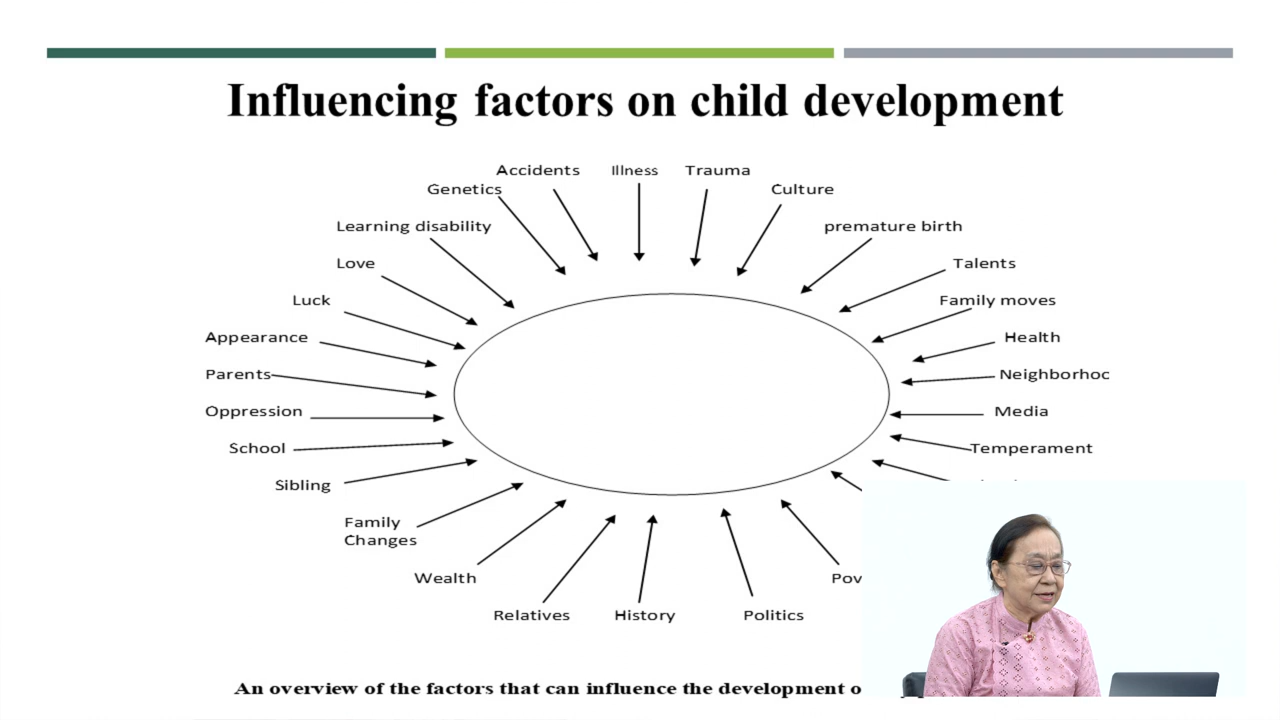 Influencing factors on child development
Accidents Illness Trauma
Genetics Culture
Learning disability premature birth
Love Talents
Luck Family moves
Appearance Health
Parents
Oppression Media
School Temperament
Sibling
Family
Changes
Wealth
Relatives History Politics
An overview of the factors that can influence the development